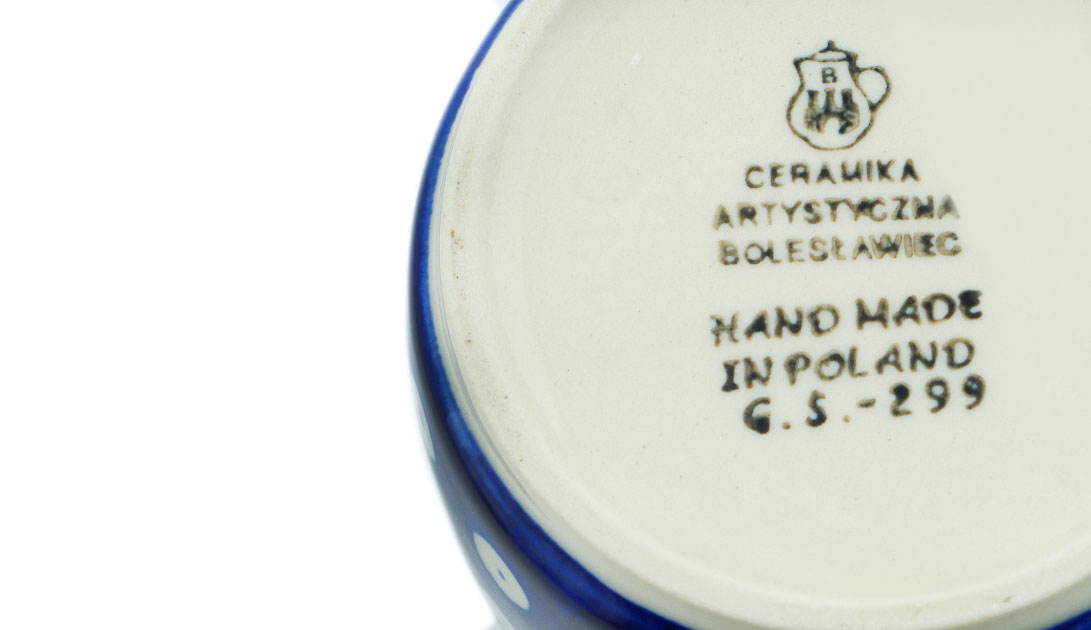 B
CERAMIKA
ARTYSTYCZNA
BOLESŁAWIEC
HAND MADE
IN POLAND
G.S.-299